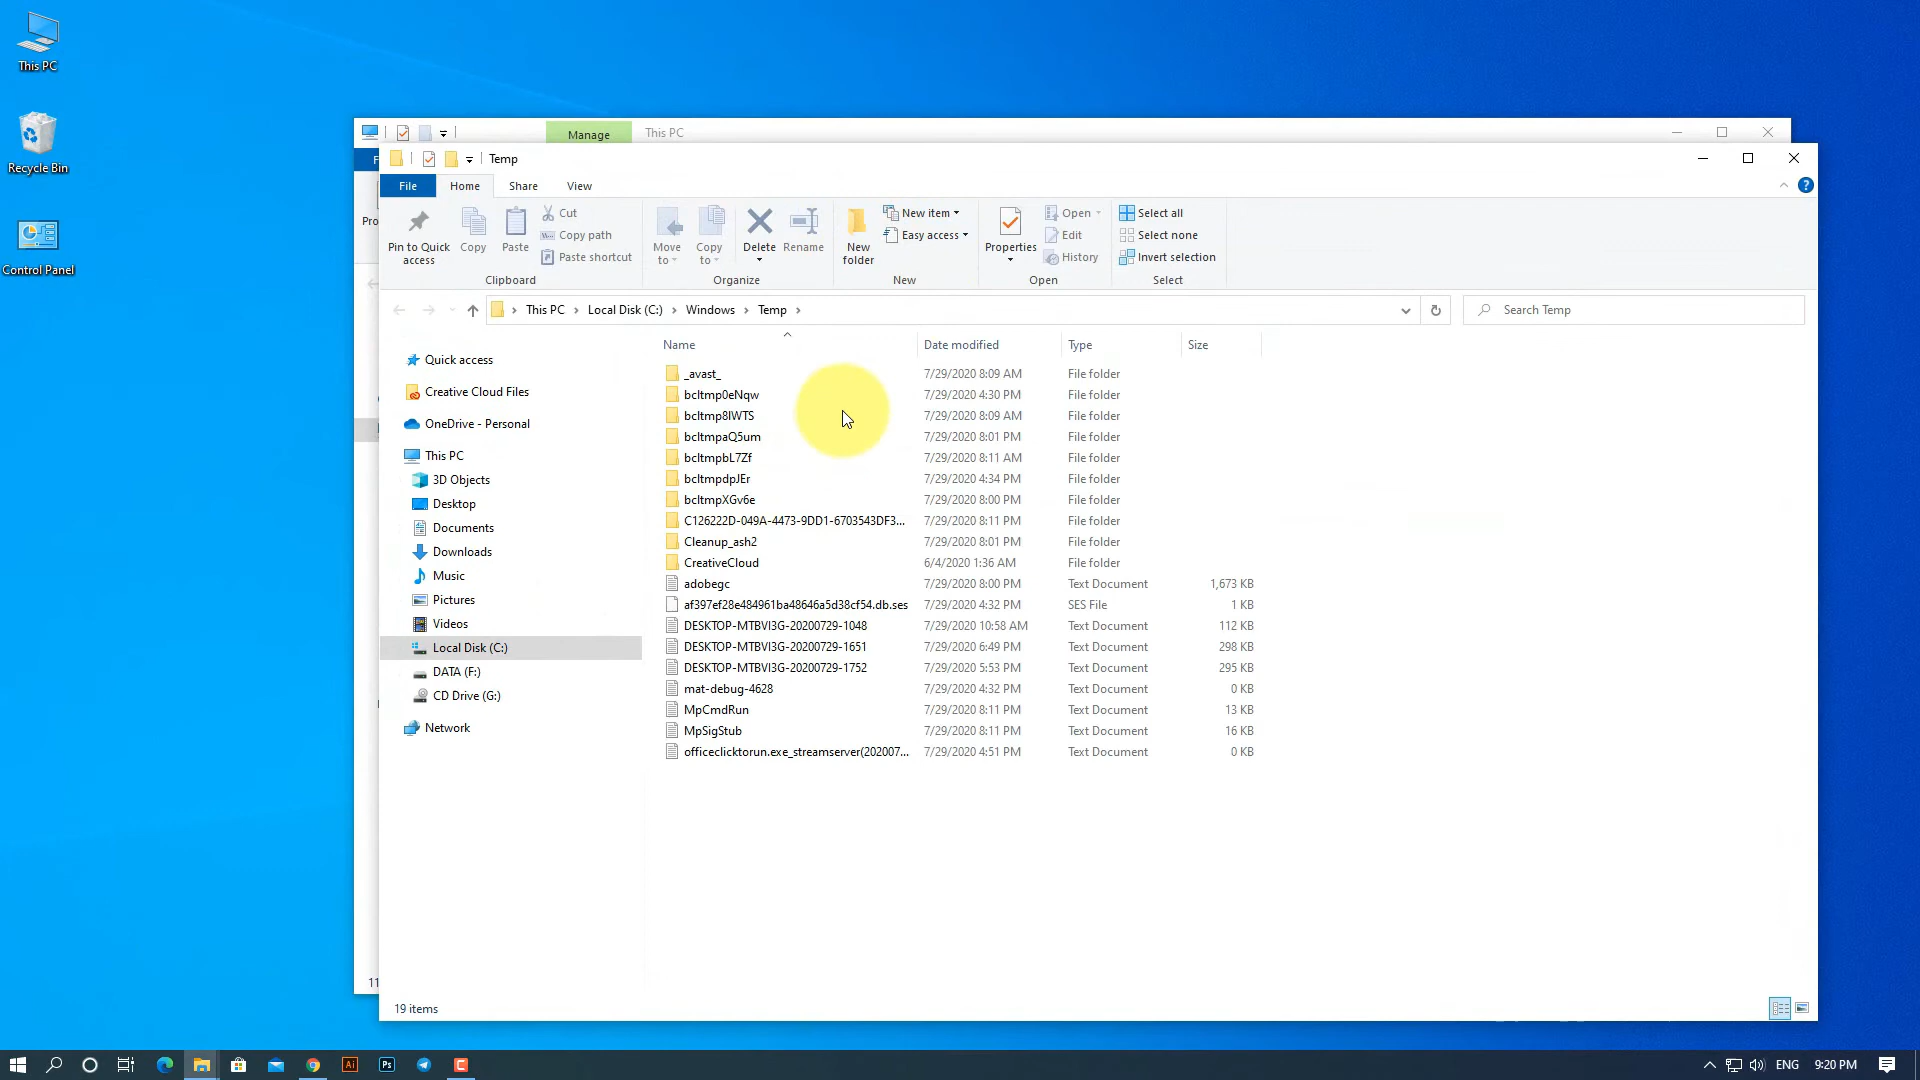 This PC
Recycle Bin
Control Panel
Manage This PC
Temp
File Home Share View
Pin to Quick access
Copy
Paste
Cut
Copy path
Paste shortcut
Clipboard
Move to
Copy to
Delete
Rename
Organize
New folder
New item
Easy access
New
Properties
Open
Edit
History
Open
Select all
Select none
Invert selection
Select
This PC Local Disk (C:) Windows Temp
Search Temp
Quick access
Creative Cloud Files
OneDrive - Personal
This PC
3D Objects
Desktop
Documents
Downloads
Music
Pictures
Videos
Local Disk (C:)
DATA (F:)
CD Drive (G:)
Network
Name Date modified Type Size
_avast_ 7/29/2020 8:09 AM File folder
bcltmp0eNqw 7/29/2020 4:30 PM File folder
bcltmp8IWTS 7/29/2020 8:09 AM File folder
bcltmpaQ5um 7/29/2020 8:01 PM File folder
bcltmpbL7Zf 7/29/2020 8:11 AM File folder
bcltmpdpJEr 7/29/2020 4:34 PM File folder
bcltmpXGv6e 7/29/2020 8:00 PM File folder
C126222D-049A-4473-9DD1-6703543DF3... 7/29/2020 8:11 PM File folder
Cleanup_ash2 7/29/2020 8:01 PM File folder
CreativeCloud 6/4/2020 1:36 AM File folder
adobegc 7/29/2020 8:00 PM Text Document 1,673 KB
af397ef28e484961ba48646a5d38cf54.db.ses 7/29/2020 4:32 PM SES File 1 KB
DESKTOP-MTBVI3G-20200729-1048 7/29/2020 10:58 AM Text Document 112 KB
DESKTOP-MTBVI3G-20200729-1651 7/29/2020 6:49 PM Text Document 298 KB
DESKTOP-MTBVI3G-20200729-1752 7/29/2020 5:53 PM Text Document 295 KB
mat-debug-4628 7/29/2020 4:32 PM Text Document 0 KB
MpCmdRun 7/29/2020 8:11 PM Text Document 13 KB
MpSigStub 7/29/2020 8:11 PM Text Document 16 KB
officeclicktorun.exe_streamserver(202007... 7/29/2020 4:51 PM Text Document 0 KB
19 items
Ai Ps C
ENG 9:20 PM